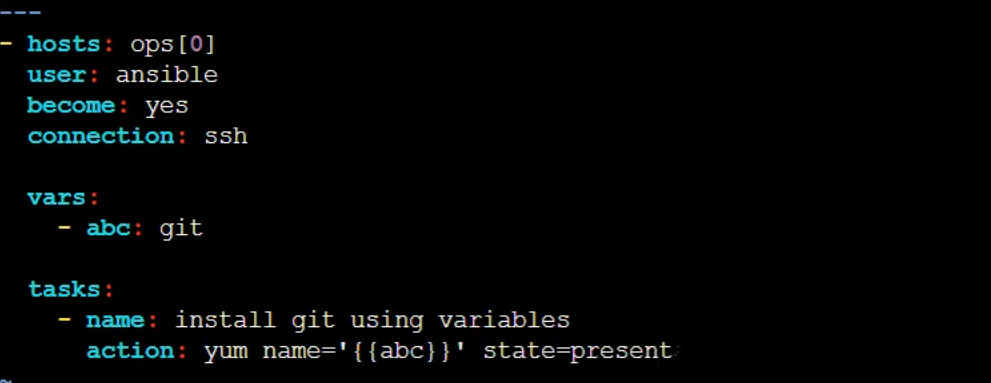 ---
- hosts: ops[0]
  user: ansible
  become: yes
  connection: ssh

  vars:
    - abc: git

  tasks:
    - name: install git using variables
      action: yum name='{{abc}}' state=present
~